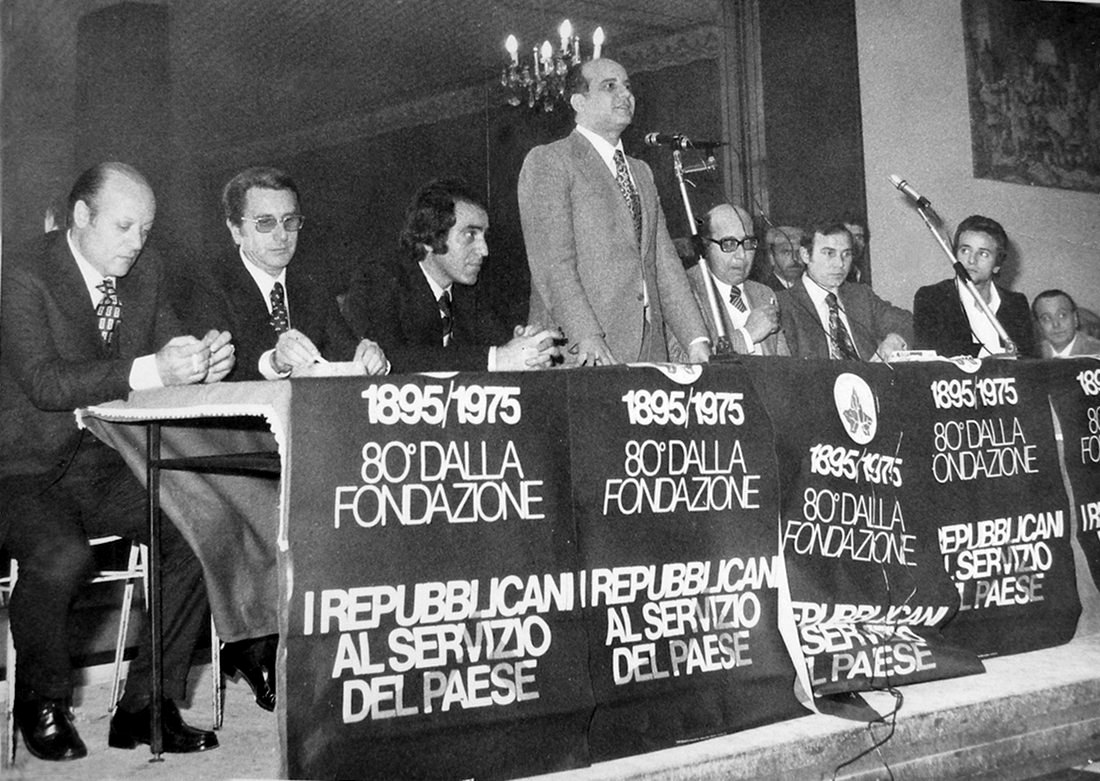 1895/1975
80° DALLA
FONDAZIONE
I REPUBBLICANI
AL SERVIZIO
DEL PAESE
1895/1975
80° DALLA
FONDAZIONE
I REPUBBLICANI
AL SERVIZIO
DEL PAESE
1895/1975
80° DALLA
FONDAZIONE
REPUBBLICANI
AL SERVIZIO
DEL PAESE
1895/1975
80° DALLA
FONDAZIONE
REPUBBLICANI
AL SERVIZIO
DEL PAESE